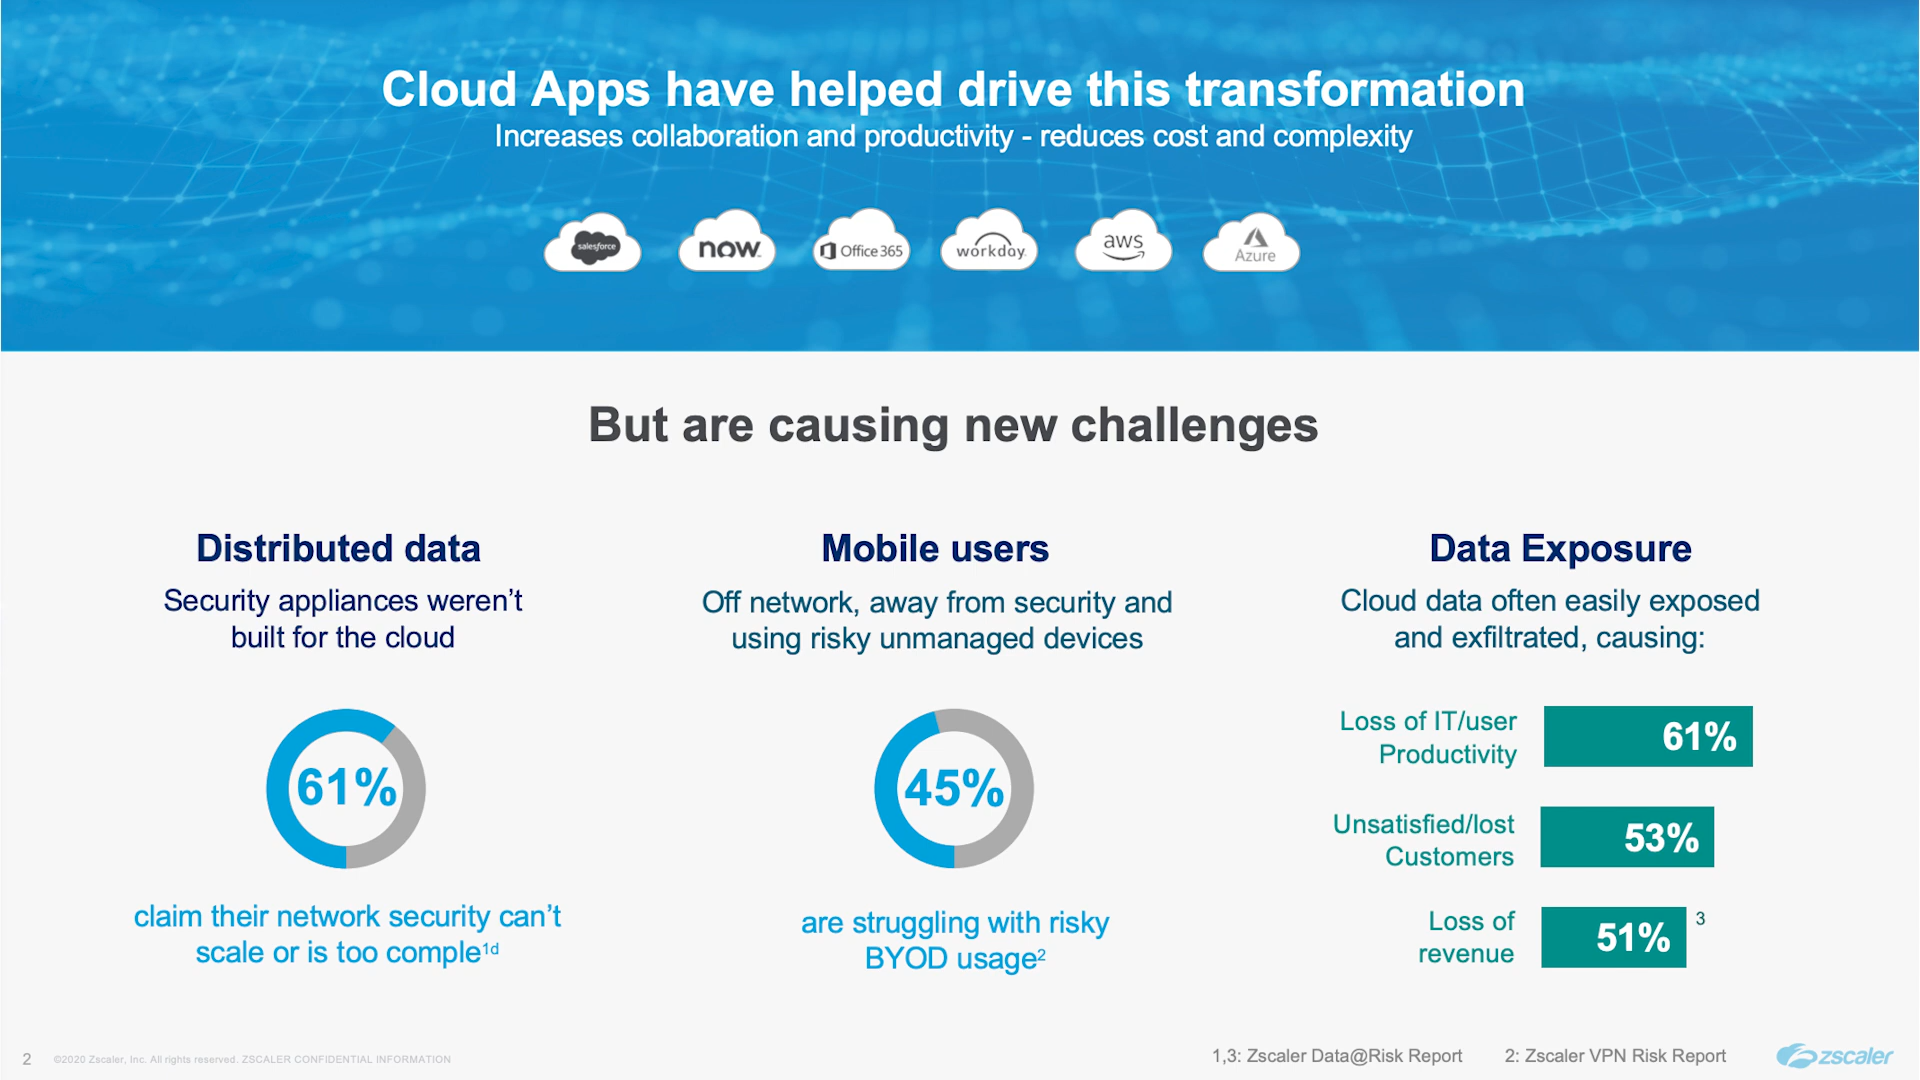 Cloud Apps have helped drive this transformation
Increases collaboration and productivity - reduces cost and complexity
salesforce
now
Office 365
workday
aws
Azure
But are causing new challenges
Distributed data
Security appliances weren't
built for the cloud
61%
claim their network security can't
scale or is too comple1d
Mobile users
Off network, away from security and
using risky unmanaged devices
45%
are struggling with risky
BYOD usage2
Data Exposure
Cloud data often easily exposed
and exfiltrated, causing:
Loss of IT/user
Productivity
61%
Unsatisfied/lost
Customers
53%
Loss of
revenue
51% 3
2 ©2020 Zscaler, Inc. All rights reserved. ZSCALER CONFIDENTIAL INFORMATION
1,3: Zscaler Data@Risk Report 2: Zscaler VPN Risk Report
zscaler